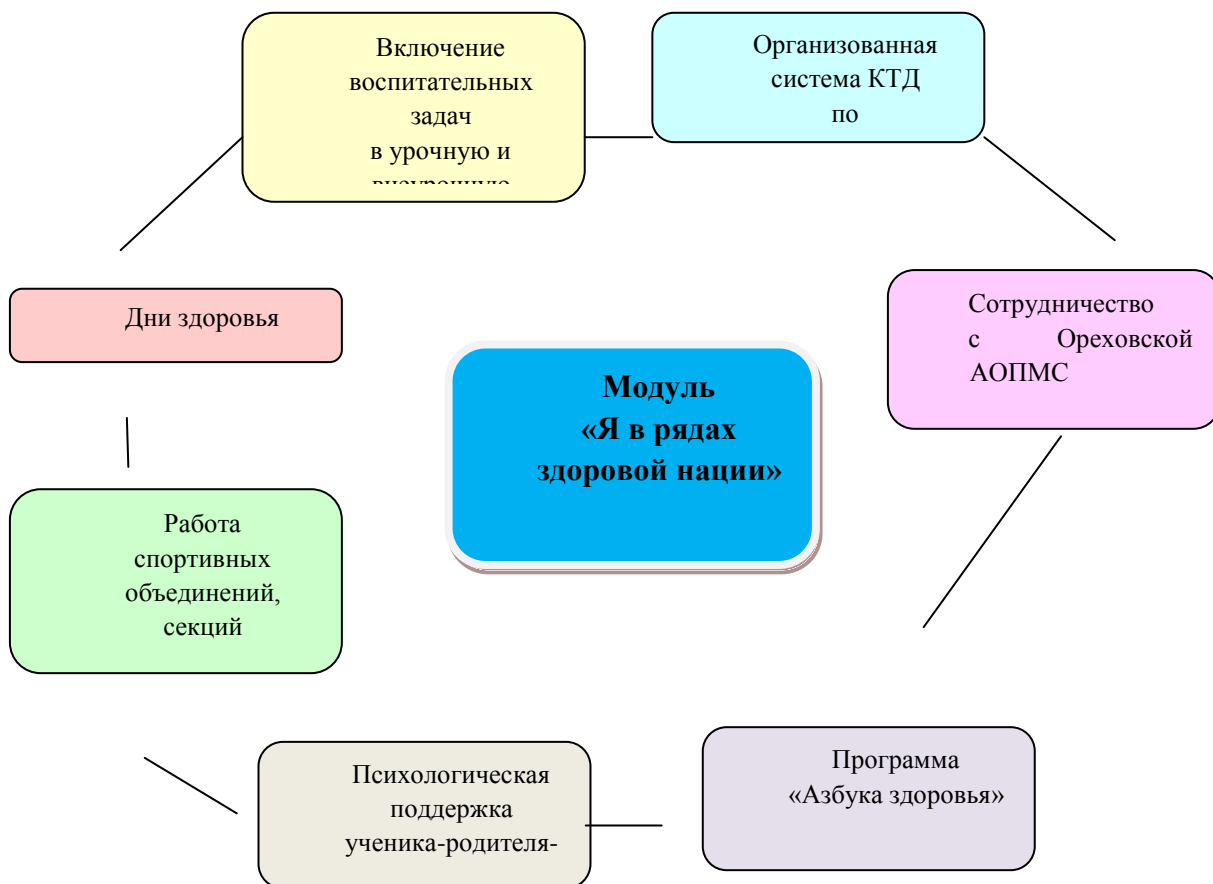 Включение
воспитательных
задач
в урочную и
Организованная
система КТД
по
Дни здоровья
Сотрудничество
с Ореховской
АОПМС
Модуль
«Я в рядах
здоровой нации»
Работа
спортивных
объединений,
секций
Психологическая
поддержка
ученика-родителя-
Программа
«Азбука здоровья»